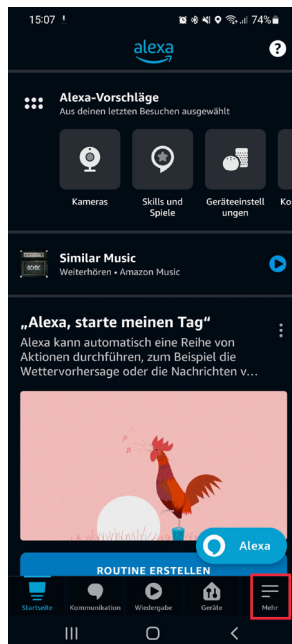 15:07
74%
alexa
?
Alexa-Vorschläge
Aus deinen letzten Besuchen ausgewählt
Kameras
Skills und
Spiele
Geräteeinstell
ungen
Ko
Similar Music
Weiterhören • Amazon Music
„Alexa, starte meinen Tag“
Alexa kann automatisch eine Reihe von
Aktionen durchführen, zum Beispiel die
Wettervorhersage oder die Nachrichten v...
Alexa
ROUTINE ERSTELLEN
Startseite
Kommunikation
Wiedergabe
Geräte
Mehr